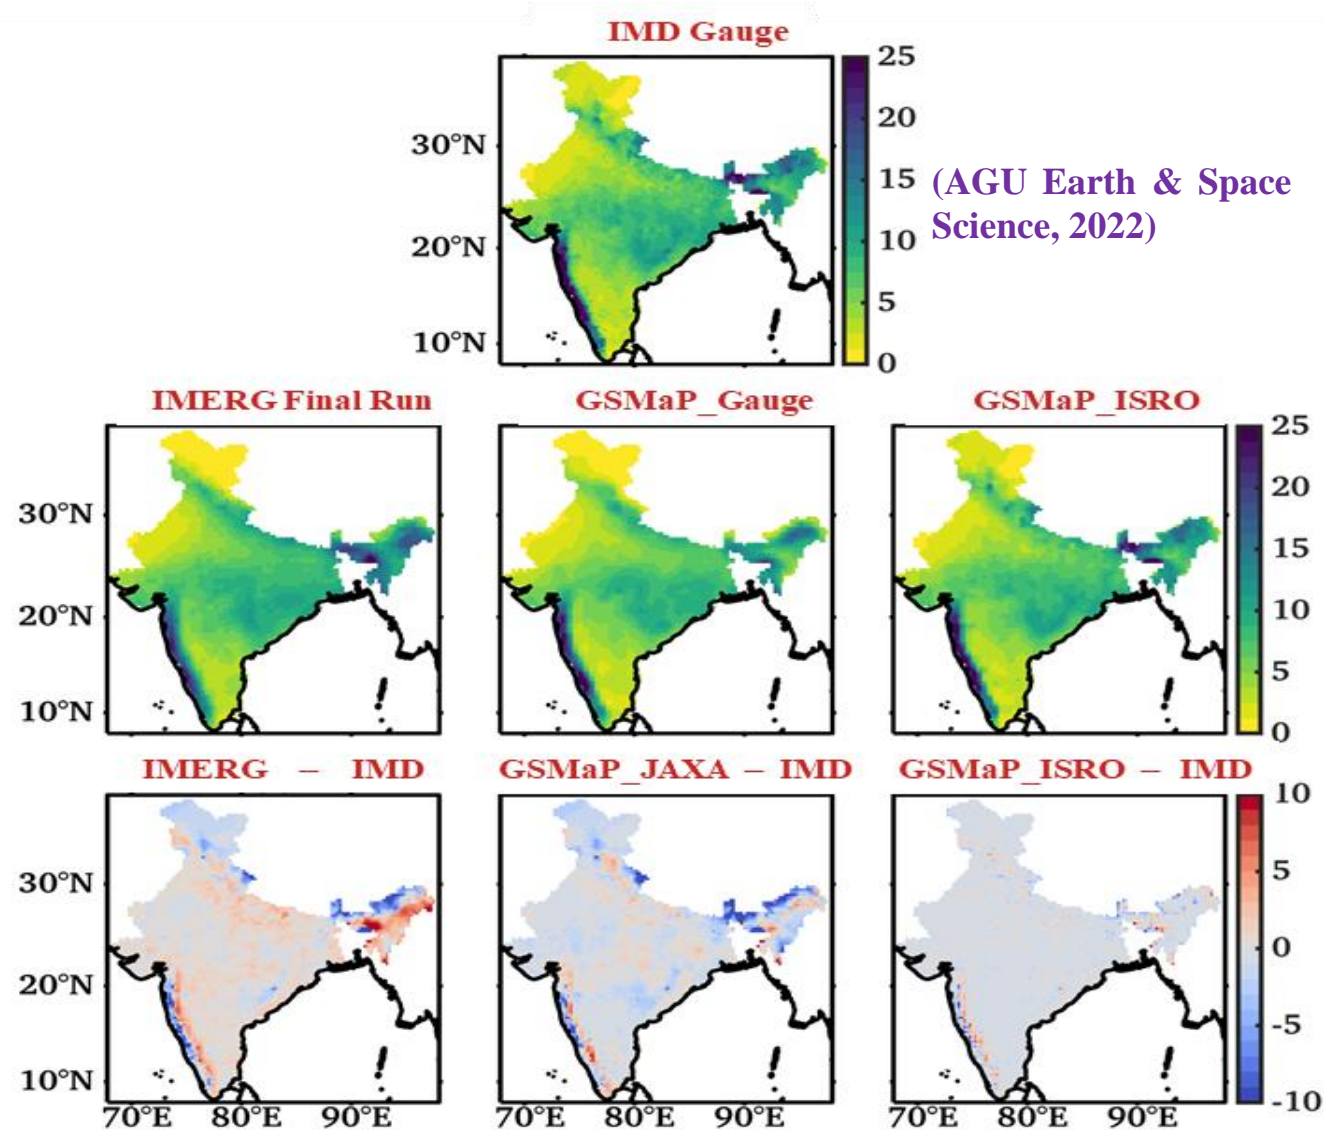 IMD Gauge
25
20
15
10
5
0
30°N
20°N
10°N
(AGU Earth & Space
Science, 2022)
IMERG Final Run
GSMaP_Gauge
GSMaP_ISRO
30°N
20°N
10°N
25
20
15
10
5
0
IMERG – IMD
GSMaP_JAXA – IMD
GSMaP_ISRO – IMD
30°N
20°N
10°N
10
5
0
-5
-10
70°E 80°E 90°E
70°E 80°E 90°E
70°E 80°E 90°E